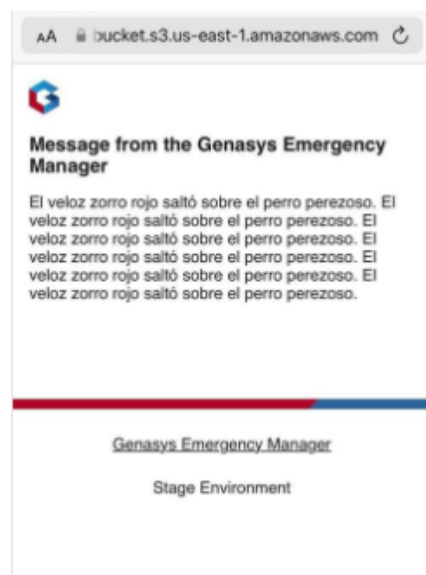 AA bucket.s3.us-east-1.amazonaws.com
Message from the Genasys Emergency
Manager
El veloz zorro rojo saltó sobre el perro perezoso. El
veloz zorro rojo saltó sobre el perro perezoso. El
veloz zorro rojo saltó sobre el perro perezoso. El
veloz zorro rojo saltó sobre el perro perezoso. El
veloz zorro rojo saltó sobre el perro perezoso. El
veloz zorro rojo saltó sobre el perro perezoso.
Genasys Emergency Manager
Stage Environment